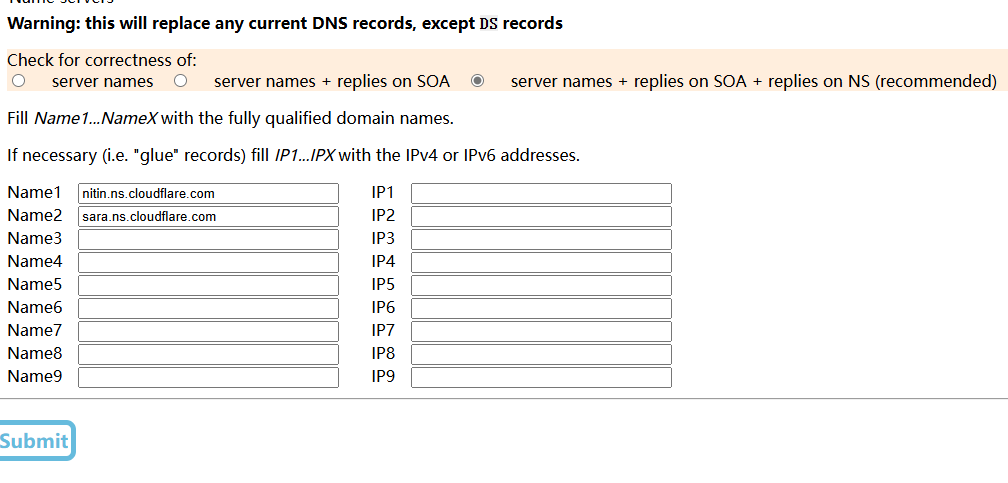 Warning: this will replace any current DNS records, except DS records
Check for correctness of:
server names server names + replies on SOA server names + replies on SOA + replies on NS (recommended)
Fill Name1...NameX with the fully qualified domain names.
If necessary (i.e. "glue" records) fill IP1...IPX with the IPv4 or IPv6 addresses.
Name1 nitin.ns.cloudflare.com IP1
Name2 sara.ns.cloudflare.com IP2
Name3 IP3
Name4 IP4
Name5 IP5
Name6 IP6
Name7 IP7
Name8 IP8
Name9 IP9
Submit